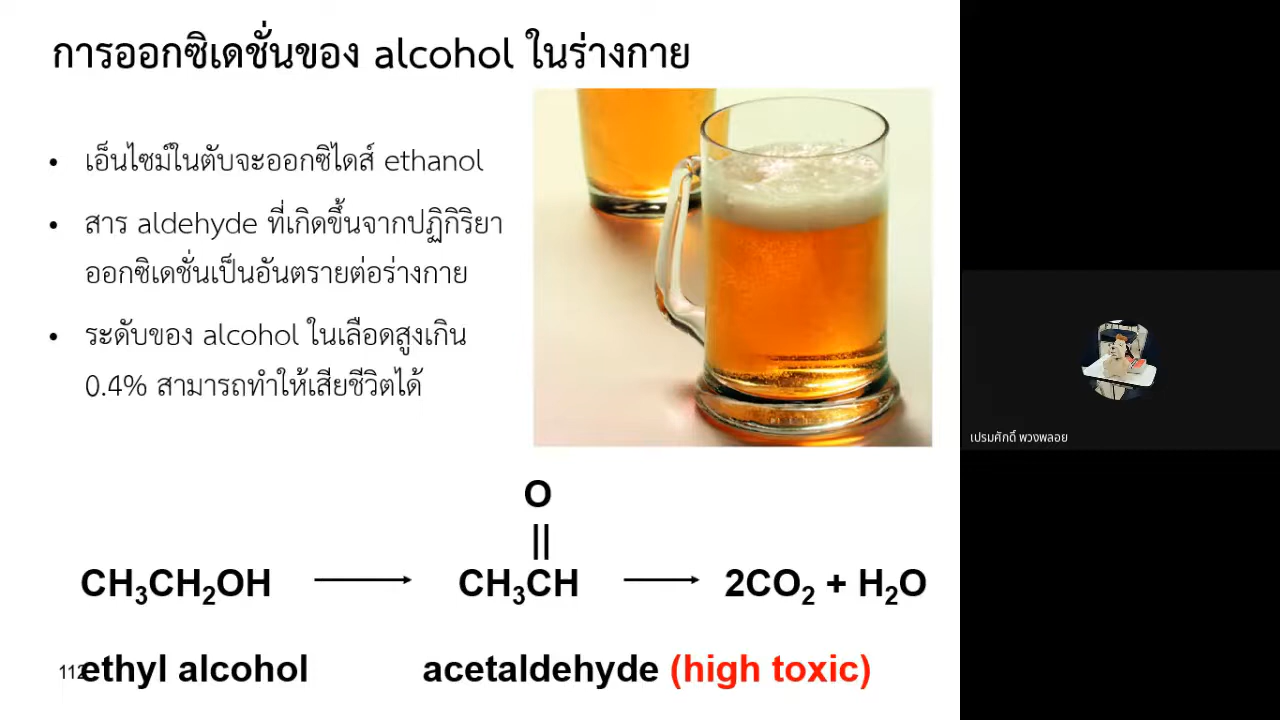 การออกซิเดชั่นของ alcohol ในร่างกาย
• เอ็นไซม์ในตับจะออกซิไดส์ ethanol
• สาร aldehyde ที่เกิดขึ้นจากปฏิกิริยา
ออกซิเดชั่นเป็นอันตรายต่อร่างกาย
• ระดับของ alcohol ในเลือดสูงเกิน
0.4% สามารถทำให้เสียชีวิตได้
O
||
CH₃CH₂OH ⟶ CH₃CH ⟶ 2CO₂ + H₂O
ethyl alcohol acetaldehyde (high toxic)
112
เปรมศักดิ์ พวงพลอย